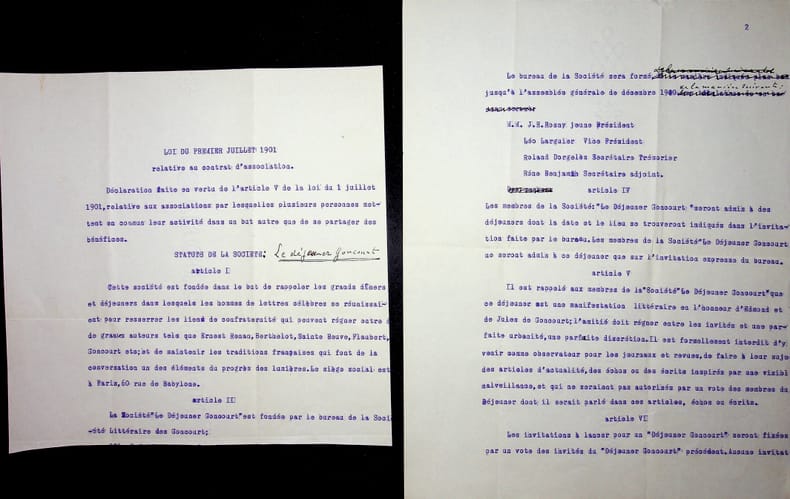 LOI DU PREMIER JUILLET 1901
relative au contrat d'association.
Déclaration faite en vertu de l'article V de la loi du 1 juillet
1901,relative aux associations par lesquelles plusieurs personnes met-
tent en commun leur activité dans un but autre que de se partager des
bénéfices.
STATUTS DE LA SOCIETE: Le déjeuner Goncourt
article I
Cette société est fondée dans le but de rappeler les grands dîners
et déjeuners dans lesquels les hommes de lettres célèbres se réunissai-
ent pour resserrer les liens de confraternité qui peuvent régner entre
de grands auteurs tels que Ernest Renan,Berthelot,Sainte Beuve,Flaubert,
Goncourt etc;et de maintenir les traditions françaises qui font de la
conversation un des éléments du progrès des lumières.Le siège social est
à Paris,60 rue de Babylone.
article II
La Société"Le Déjeuner Goncourt"est fondée par le bureau de la Soci
-été Littéraire des Goncourt;
2
Le bureau de la Société sera formé
jusqu'à l'assemblée générale de décembre 19 de la manière suivante:
M.M. J.H.Rosny jeune Président
Léo Larguier Vice Président
Roland Dorgelès Secrétaire Trésorier
Réne Benjamin Secrétaire adjoint.
article IV
Les membres de la Société:"Le Déjeuner Goncourt"seront admis à des
déjeuners dont la date et le lieu se trouveront indiqués dans l'invita-
tion faite par le bureau.Les membres de la Société"Le Déjeuner Goncourt
ne seront admis à ce déjeuner que sur l'invitation expresse du bureau.
article V
Il est rappelé aux membres de la"Société"Le Déjeuner Goncourt"que
ce déjeuner est une manifestation littéraire en l'honneur d'Edmond et
de Jules de Goncourt;l'amitié doit régner entre les invités et une par-
faite urbanité,une parfaite discrétion.Il est formellement interdit d'y
venir comme observateur pour les journaux et revues,de faire à leur suje
des articles d'actualité,des échos ou des écrits inspirés par une visibl
malveillance,et qui ne seraient pas autorisés par un vote des membres du
Déjeuner dont il serait parlé dans ces articles, échos ou écrits.
article VI
Les invitations à lancer pour un "Déjeuner Goncourt" seront fixées
par un vote des invités du "Déjeuner Goncourt" précédent.Aucune invitat